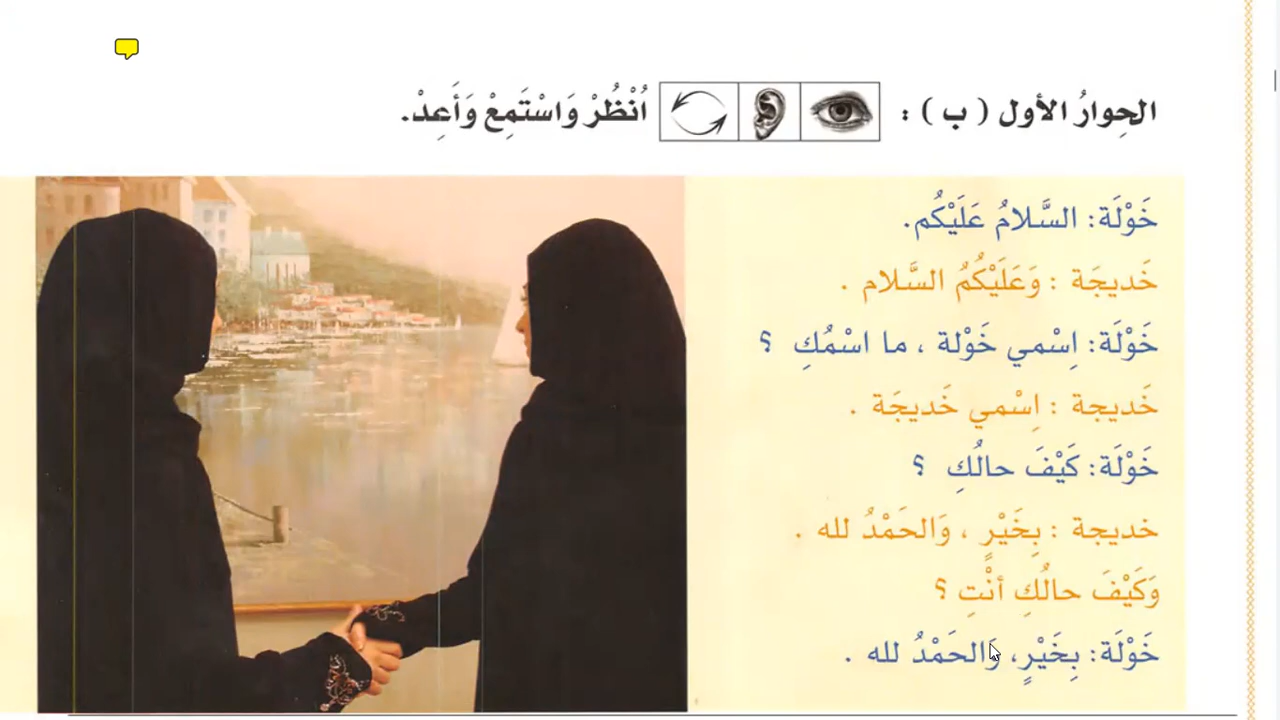 الحِوارُ الأول ( ب ) : اُنْظُرْ وَاسْتَمِعْ وَأَعِدْ.
خَوْلَة: السَّلامُ عَلَيْكُم.
خَديجَة : وَعَلَيْكُمُ السَّلام .
خَوْلَة: اِسْمي خَوْلة ، ما اسْمُكِ ؟
خَديجة : اِسْمي خَديجَة .
خَوْلَة: كَيْفَ حالُكِ ؟
خديجة : بِخَيْرٍ ، وَالحَمْدُ لله .
وَكَيْفَ حالُكِ أنْتِ ؟
خَوْلَة: بِخَيْرٍ، وَالحَمْدُ لله .